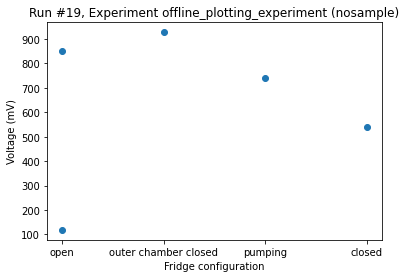 Run #19, Experiment offline_plotting_experiment (nosample)
900
800
700
600
500
400
300
200
100
Voltage (mV)
open outer chamber closed pumping closed
Fridge configuration